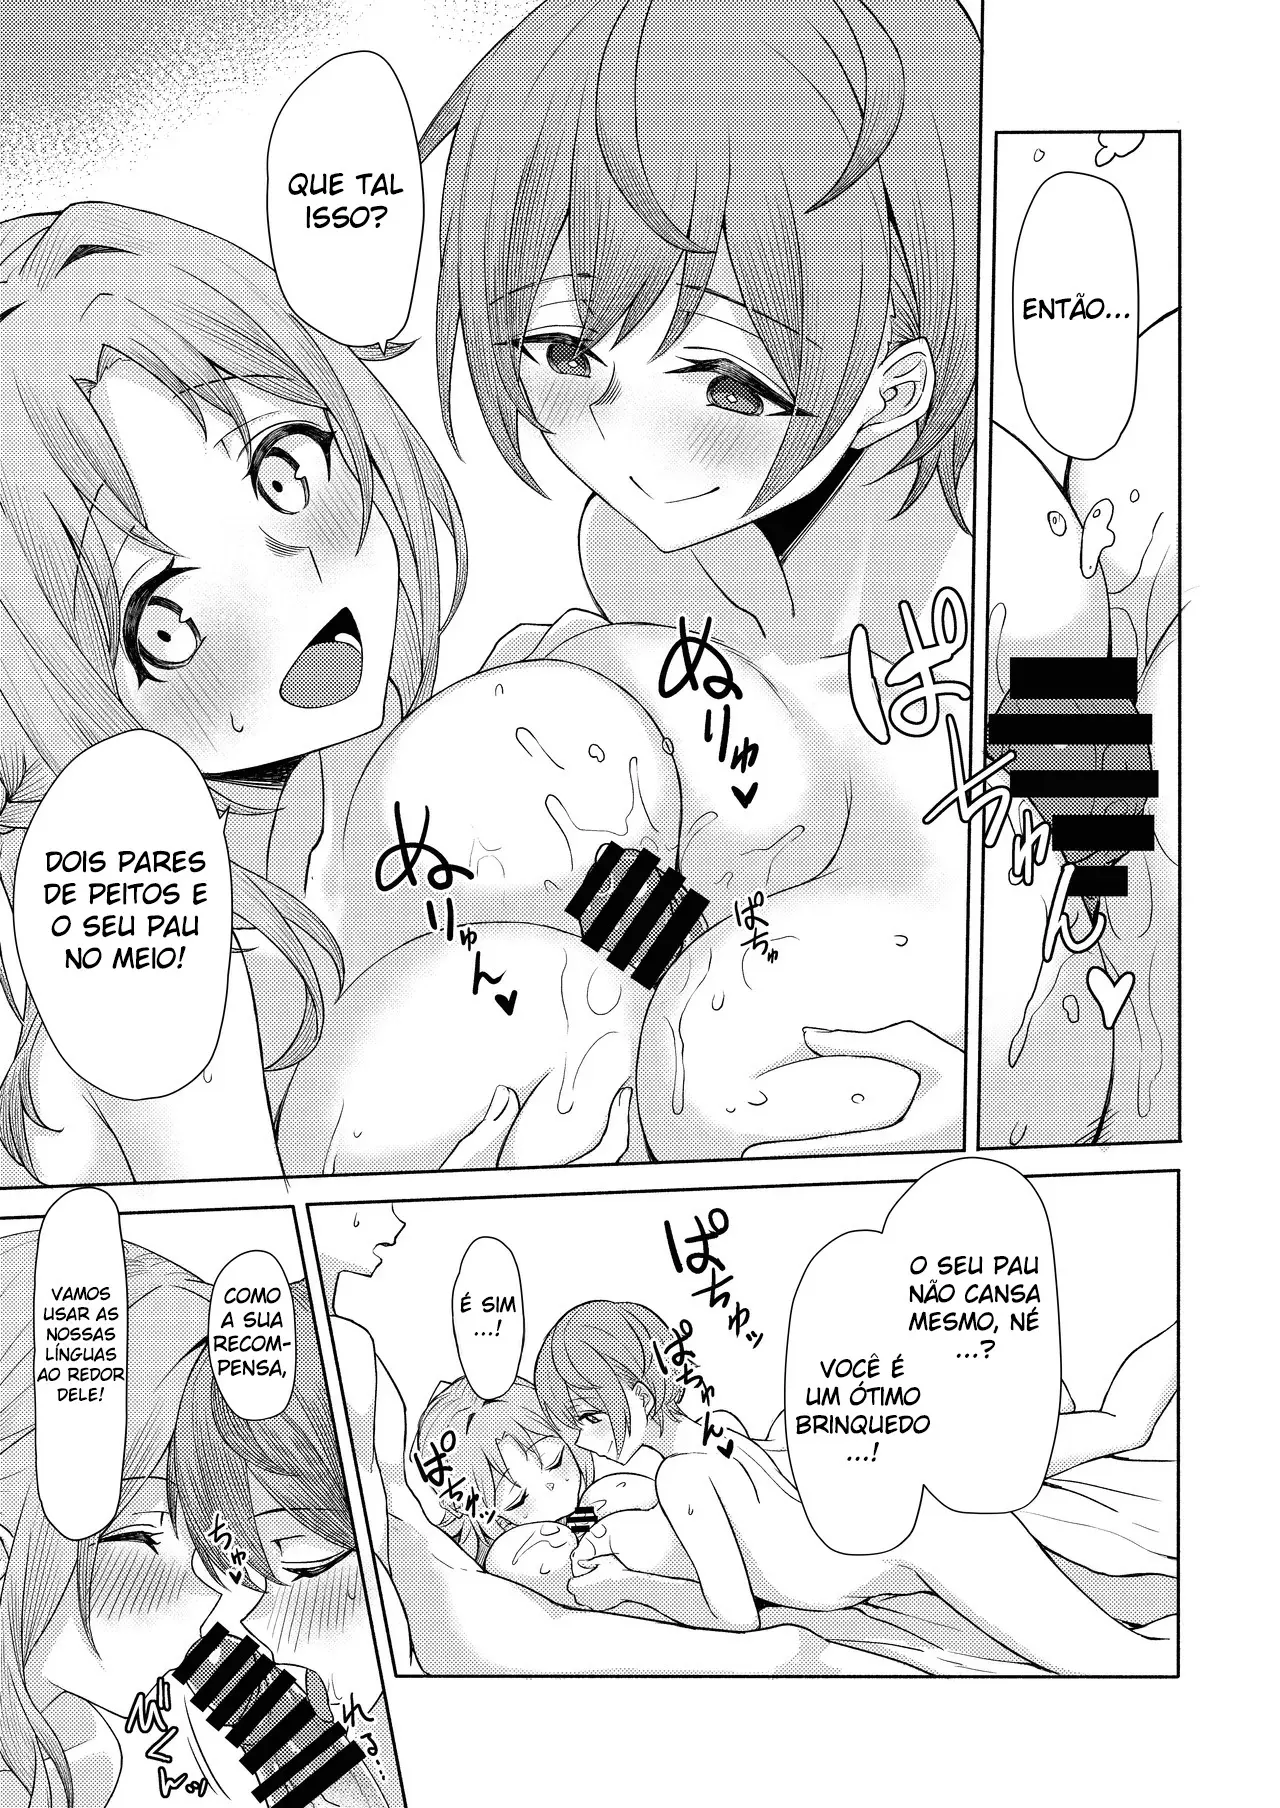 ENTÃO...
QUE TAL
ISSO?
DOIS PARES
DE PEITOS E
O SEU PAU
NO MEIO!
ぱ
ちゅ
ん♡
ぬ
りゅ
♡
ぬ
りゅ
ん♡
ぱ
ちゅ
O SEU PAU
NÃO CANSA
MESMO, NÉ
...?
VOCÊ É
UM ÓTIMO
BRINQUEDO
...!
É SIM
...!
ぱちゅッ
ぱちゅん♡
ぱちゅッ
COMO
A SUA
RECOM-
PENSA,
VAMOS
USAR AS
NOSSAS
LÍNGUAS
AO REDOR
DELE!
ちゅ♡
れる...
びくんッ